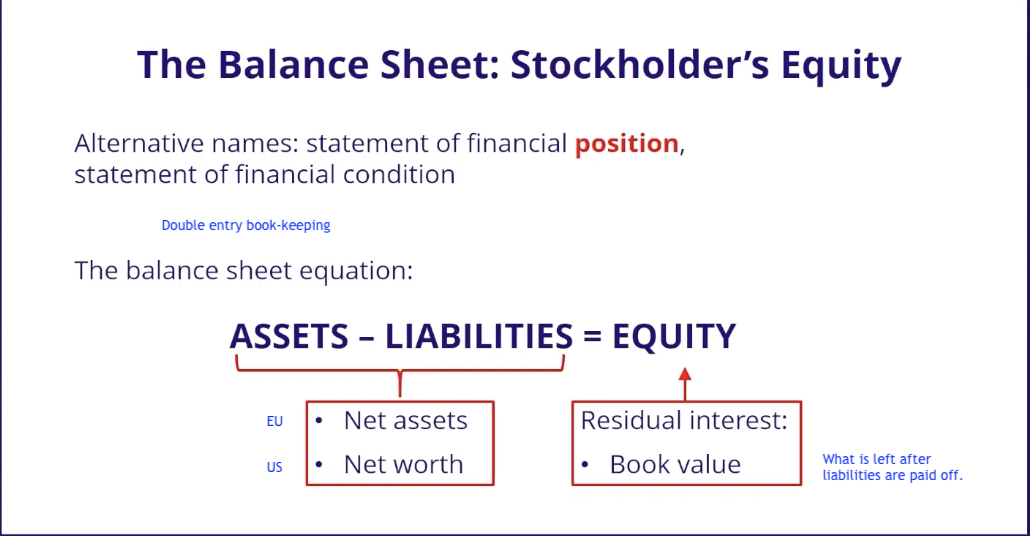 The Balance Sheet: Stockholder’s Equity
Alternative names: statement of financial position,
statement of financial condition
Double entry book-keeping
The balance sheet equation:
ASSETS – LIABILITIES = EQUITY
EU
• Net assets
US
• Net worth
Residual interest:
• Book value
What is left after
liabilities are paid off.